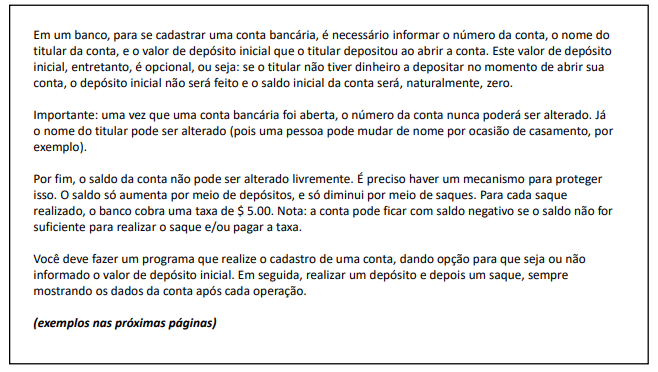 Em um banco, para se cadastrar uma conta bancária, é necessário informar o número da conta, o nome do
titular da conta, e o valor de depósito inicial que o titular depositou ao abrir a conta. Este valor de depósito
inicial, entretanto, é opcional, ou seja: se o titular não tiver dinheiro a depositar no momento de abrir sua
conta, o depósito inicial não será feito e o saldo inicial da conta será, naturalmente, zero.
Importante: uma vez que uma conta bancária foi aberta, o número da conta nunca poderá ser alterado. Já
o nome do titular pode ser alterado (pois uma pessoa pode mudar de nome por ocasião de casamento, por
exemplo).
Por fim, o saldo da conta não pode ser alterado livremente. É preciso haver um mecanismo para proteger
isso. O saldo só aumenta por meio de depósitos, e só diminui por meio de saques. Para cada saque
realizado, o banco cobra uma taxa de $ 5.00. Nota: a conta pode ficar com saldo negativo se o saldo não for
suficiente para realizar o saque e/ou pagar a taxa.
Você deve fazer um programa que realize o cadastro de uma conta, dando opção para que seja ou não
informado o valor de depósito inicial. Em seguida, realizar um depósito e depois um saque, sempre
mostrando os dados da conta após cada operação.
(exemplos nas próximas páginas)